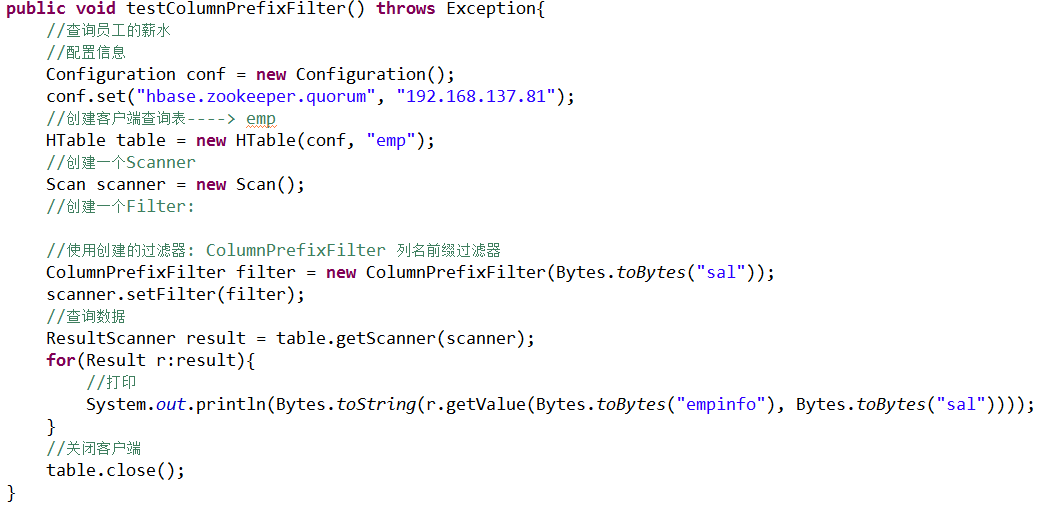 public void testColumnPrefixFilter() throws Exception{
    //查询员工的薪水
    //配置信息
    Configuration conf = new Configuration();
    conf.set("hbase.zookeeper.quorum", "192.168.137.81");
    //创建客户端查询表----> emp
    HTable table = new HTable(conf, "emp");
    //创建一个Scanner
    Scan scanner = new Scan();
    //创建一个Filter:
    //使用创建的过滤器: ColumnPrefixFilter 列名前缀过滤器
    ColumnPrefixFilter filter = new ColumnPrefixFilter(Bytes.toBytes("sal"));
    scanner.setFilter(filter);
    //查询数据
    ResultScanner result = table.getScanner(scanner);
    for(Result r:result){
        //打印
        System.out.println(Bytes.toString(r.getValue(Bytes.toBytes("empinfo"), Bytes.toBytes("sal"))));
    }
    //关闭客户端
    table.close();
}